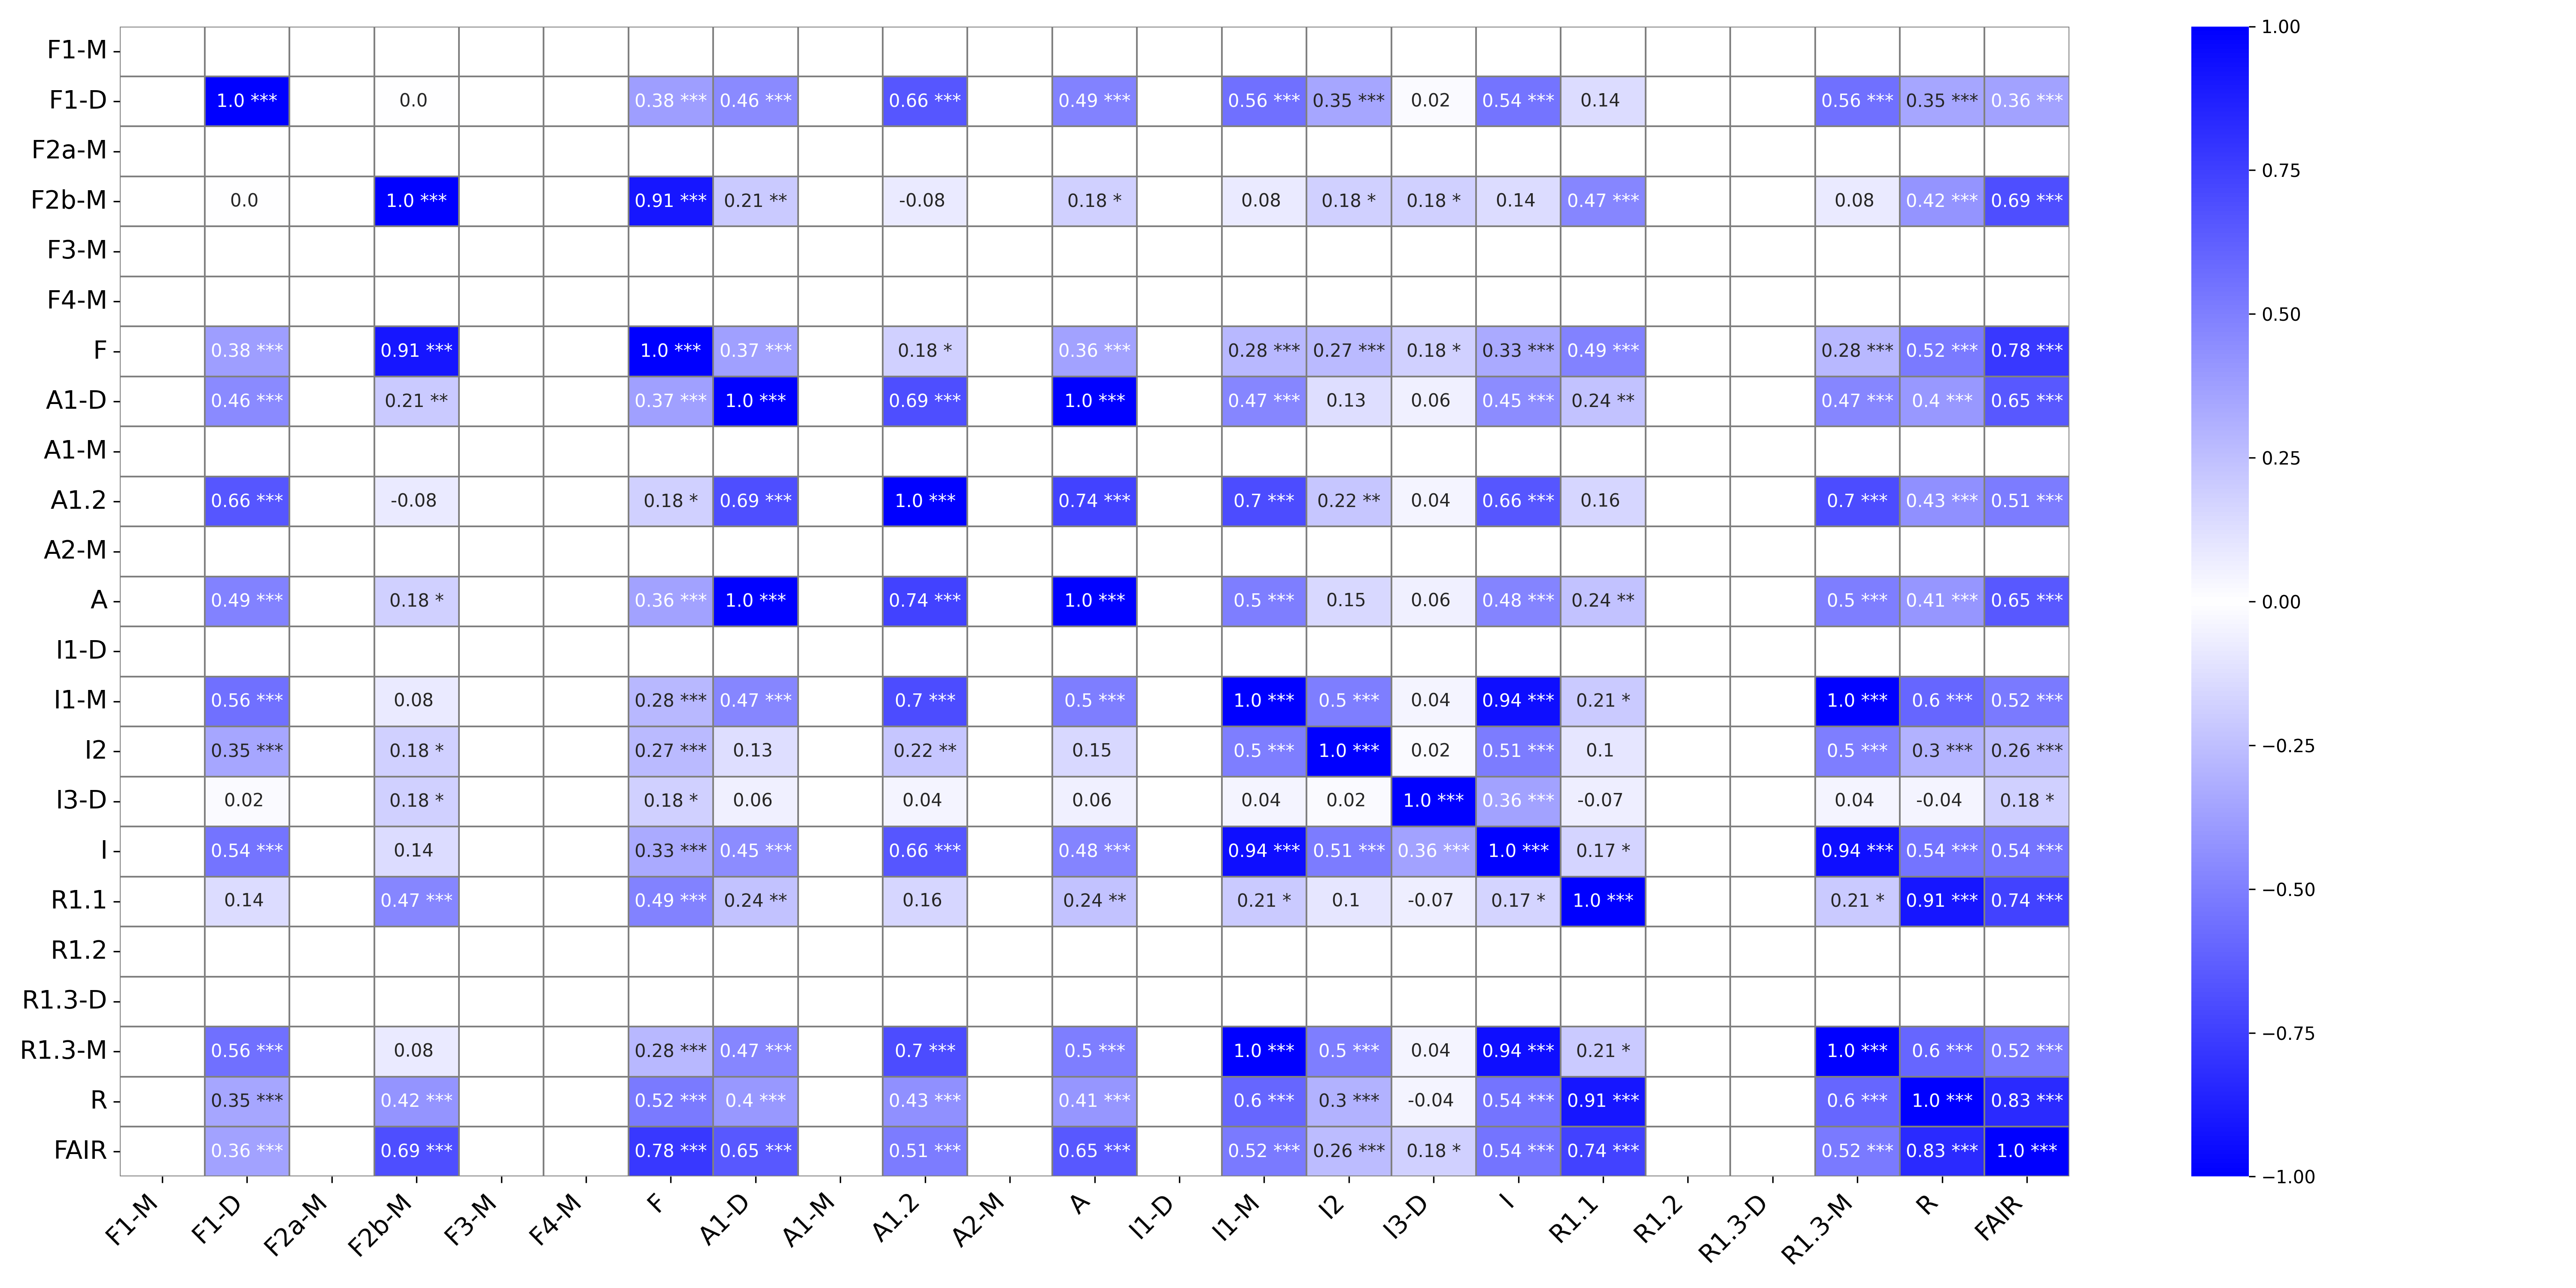 F1-M
F1-D 1.0 *** 0.0 0.38 *** 0.46 *** 0.66 *** 0.49 *** 0.56 *** 0.35 *** 0.02 0.54 *** 0.14 0.56 *** 0.35 *** 0.36 ***
F2a-M
F2b-M 0.0 1.0 *** 0.91 *** 0.21 ** -0.08 0.18 * 0.08 0.18 * 0.18 * 0.14 0.47 *** 0.08 0.42 *** 0.69 ***
F3-M
F4-M
F 0.38 *** 0.91 *** 1.0 *** 0.37 *** 0.18 * 0.36 *** 0.28 *** 0.27 *** 0.18 * 0.33 *** 0.49 *** 0.28 *** 0.52 *** 0.78 ***
A1-D 0.46 *** 0.21 ** 0.37 *** 1.0 *** 0.69 *** 1.0 *** 0.47 *** 0.13 0.06 0.45 *** 0.24 ** 0.47 *** 0.4 *** 0.65 ***
A1-M
A1.2 0.66 *** -0.08 0.18 * 0.69 *** 1.0 *** 0.74 *** 0.7 *** 0.22 ** 0.04 0.66 *** 0.16 0.7 *** 0.43 *** 0.51 ***
A2-M
A 0.49 *** 0.18 * 0.36 *** 1.0 *** 0.74 *** 1.0 *** 0.5 *** 0.15 0.06 0.48 *** 0.24 ** 0.5 *** 0.41 *** 0.65 ***
I1-D
I1-M 0.56 *** 0.08 0.28 *** 0.47 *** 0.7 *** 0.5 *** 1.0 *** 0.5 *** 0.04 0.94 *** 0.21 * 1.0 *** 0.6 *** 0.52 ***
I2 0.35 *** 0.18 * 0.27 *** 0.13 0.22 ** 0.15 0.5 *** 1.0 *** 0.02 0.51 *** 0.1 0.5 *** 0.3 *** 0.26 ***
I3-D 0.02 0.18 * 0.18 * 0.06 0.04 0.06 0.04 0.02 1.0 *** 0.36 *** -0.07 0.04 -0.04 0.18 *
I 0.54 *** 0.14 0.33 *** 0.45 *** 0.66 *** 0.48 *** 0.94 *** 0.51 *** 0.36 *** 1.0 *** 0.17 * 0.94 *** 0.54 *** 0.54 ***
R1.1 0.14 0.47 *** 0.49 *** 0.24 ** 0.16 0.24 ** 0.21 * 0.1 -0.07 0.17 * 1.0 *** 0.21 * 0.91 *** 0.74 ***
R1.2
R1.3-D
R1.3-M 0.56 *** 0.08 0.28 *** 0.47 *** 0.7 *** 0.5 *** 1.0 *** 0.5 *** 0.04 0.94 *** 0.21 * 1.0 *** 0.6 *** 0.52 ***
R 0.35 *** 0.42 *** 0.52 *** 0.4 *** 0.43 *** 0.41 *** 0.6 *** 0.3 *** -0.04 0.54 *** 0.91 *** 0.6 *** 1.0 *** 0.83 ***
FAIR 0.36 *** 0.69 *** 0.78 *** 0.65 *** 0.51 *** 0.65 *** 0.52 *** 0.26 *** 0.18 * 0.54 *** 0.74 *** 0.52 *** 0.83 *** 1.0 ***
F1-M F1-D F2a-M F2b-M F3-M F4-M F A1-D A1-M A1.2 A2-M A I1-D I1-M I2 I3-D I R1.1 R1.2 R1.3-D R1.3-M R FAIR
1.00
0.75
0.50
0.25
0.00
−0.25
−0.50
−0.75
−1.00